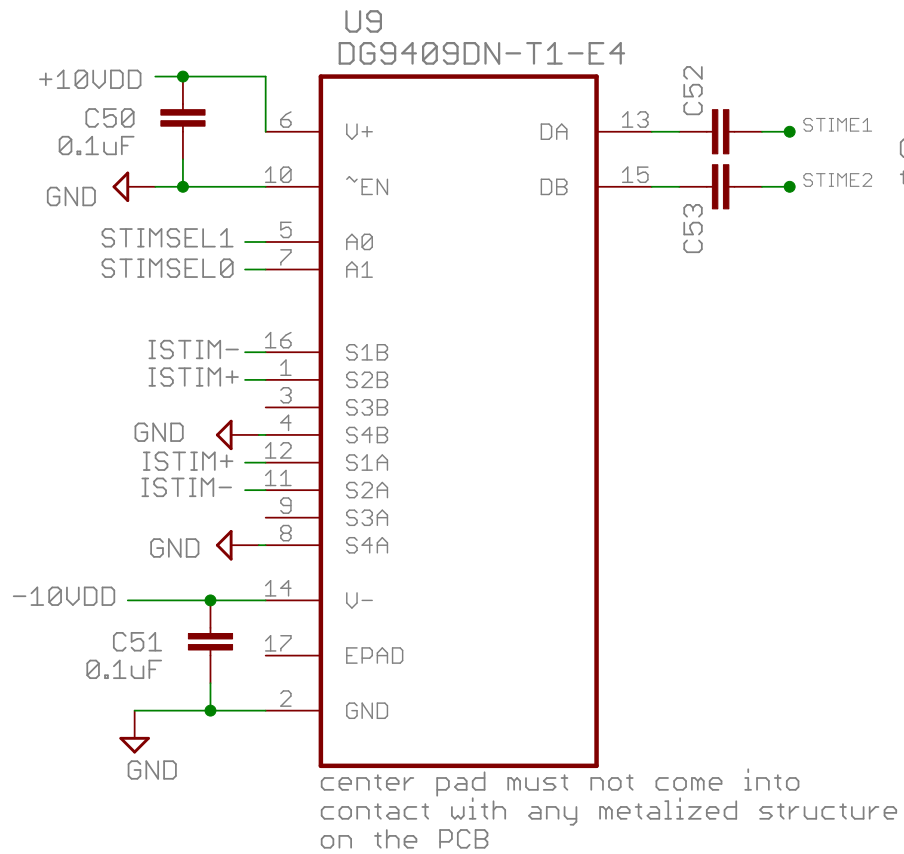 U9
DG9409DN-T1-E4
+10VDD
C50
0.1uF
GND
6
V+
10
~EN
STIMSEL1
5
A0
STIMSEL0
7
A1
DA
13
C52
STIME1
DB
15
C53
STIME2
ISTIM-
16
S1B
ISTIM+
1
S2B
3
S3B
GND
4
S4B
ISTIM+
12
S1A
ISTIM-
11
S2A
9
S3A
GND
8
S4A
-10VDD
14
V-
C51
0.1uF
17
EPAD
2
GND
GND
center pad must not come into
contact with any metalized structure
on the PCB